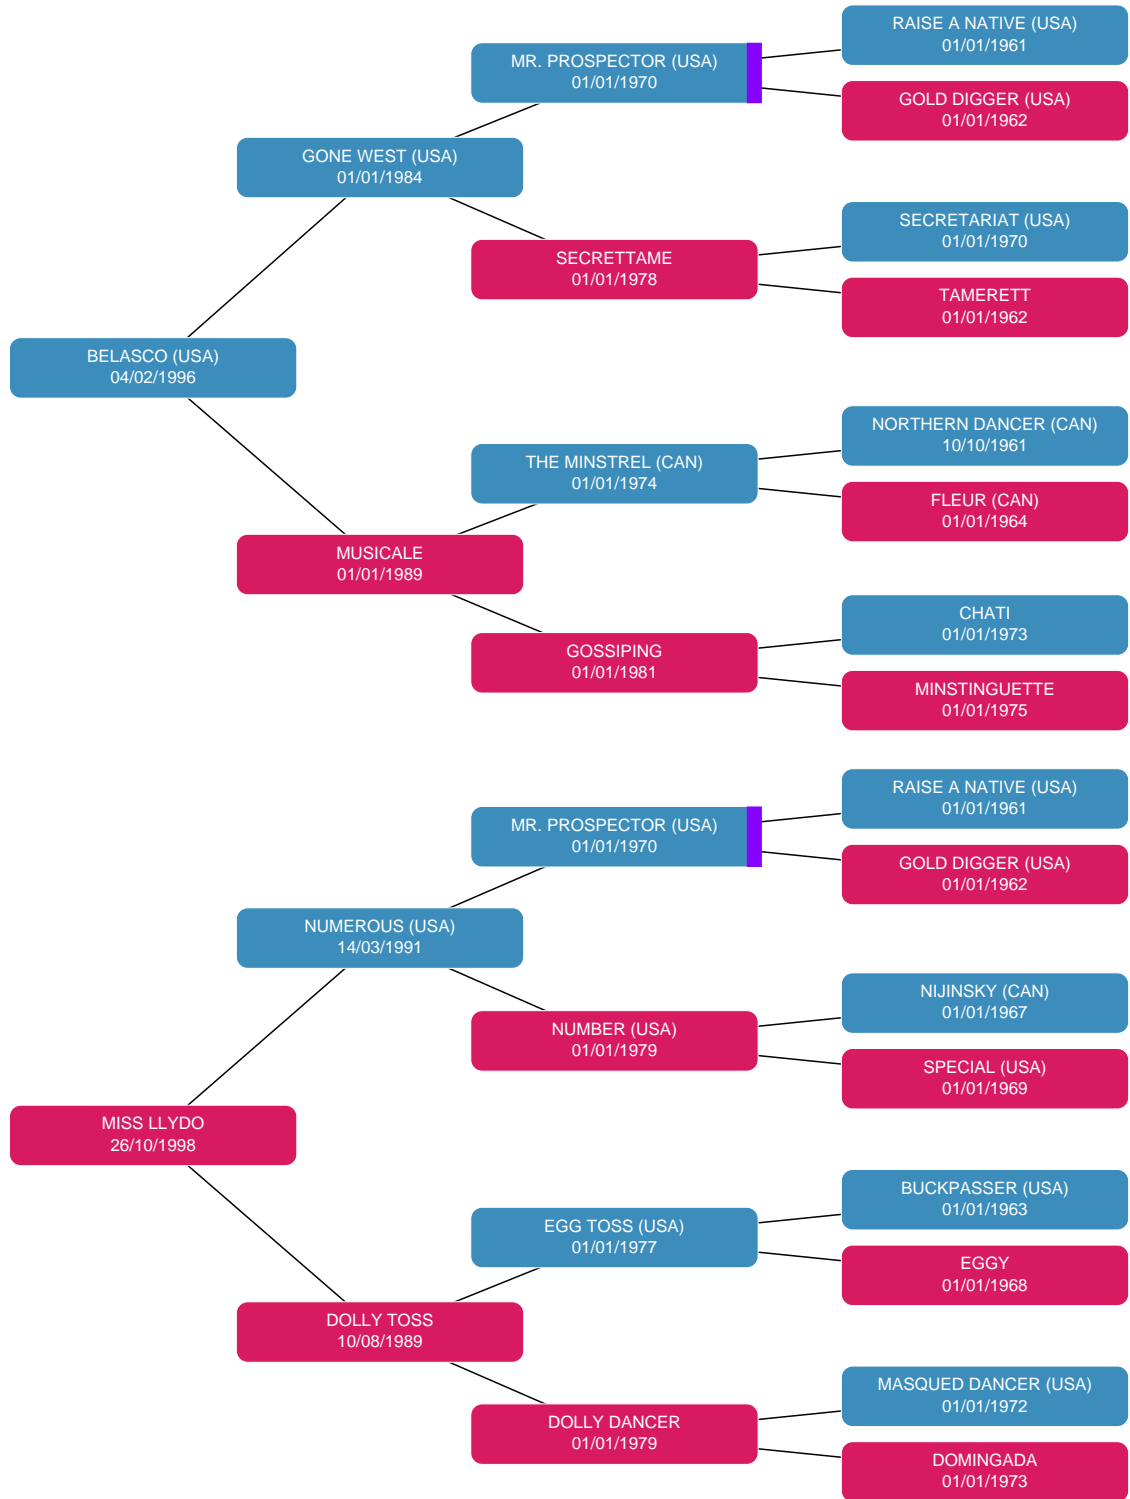 RAISE A NATIVE (USA)
01/01/1961
MR. PROSPECTOR (USA)
01/01/1970
GOLD DIGGER (USA)
01/01/1962
GONE WEST (USA)
01/01/1984
SECRETARIAT (USA)
01/01/1970
SECRETTAME
01/01/1978
TAMERETT
01/01/1962
BELASCO (USA)
04/02/1996
NORTHERN DANCER (CAN)
10/10/1961
THE MINSTREL (CAN)
01/01/1974
FLEUR (CAN)
01/01/1964
MUSICALE
01/01/1989
CHATI
01/01/1973
GOSSIPING
01/01/1981
MINSTINGUETTE
01/01/1975
RAISE A NATIVE (USA)
01/01/1961
MR. PROSPECTOR (USA)
01/01/1970
GOLD DIGGER (USA)
01/01/1962
NUMEROUS (USA)
14/03/1991
NIJINSKY (CAN)
01/01/1967
NUMBER (USA)
01/01/1979
SPECIAL (USA)
01/01/1969
MISS LLYDO
26/10/1998
BUCKPASSER (USA)
01/01/1963
EGG TOSS (USA)
01/01/1977
EGGY
01/01/1968
DOLLY TOSS
10/08/1989
MASQUED DANCER (USA)
01/01/1972
DOLLY DANCER
01/01/1979
DOMINGADA
01/01/1973